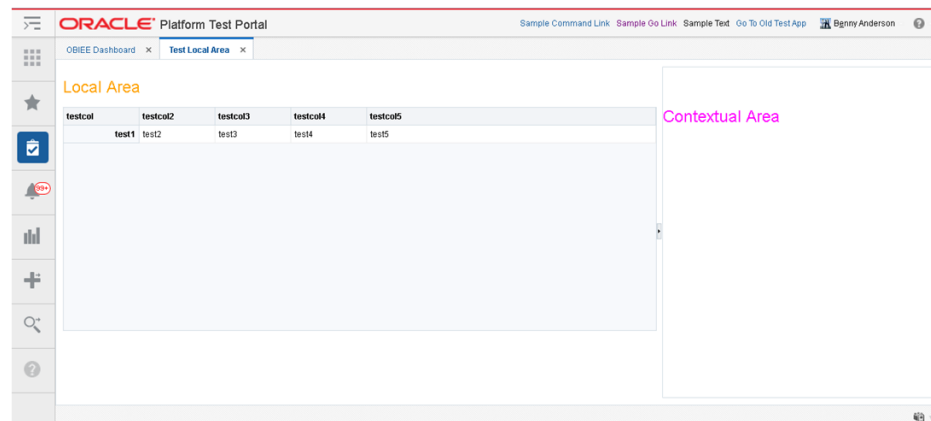 ORACLE Platform Test Portal
Sample Command Link Sample Go Link Sample Text Go To Old Test App Benny Anderson
OBIEE Dashboard Test Local Area
Local Area
testcol testcol2 testcol3 testcol4 testcol5
test1 test2 test3 test4 test5
Contextual Area
99+